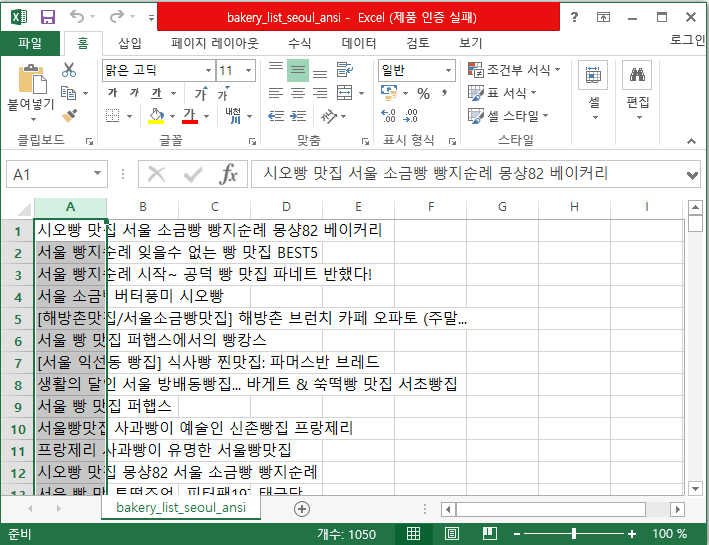 bakery_list_seoul_ansi - Excel (제품 인증 실패)
파일 홈 삽입 페이지 레이아웃 수식 데이터 검토 보기 로그인
붙여넣기
맑은 고딕 11
가 가 가 가 가
가 내천
일반
% ,
조건부 서식
표 서식
셀 스타일
셀
편집
클립보드 글꼴 맞춤 표시 형식 스타일
A1 시오빵 맛집 서울 소금빵 빵지순례 몽샹82 베이커리
A B C D E F G H I
1 시오빵 맛집 서울 소금빵 빵지순례 몽샹82 베이커리
2 서울 빵지순례 잊을수 없는 빵 맛집 BEST5
3 서울 빵지순례 시작~ 공덕 빵 맛집 파네트 반했다!
4 서울 소금빵 버터풍미 시오빵
5 [해방촌맛집/서울소금빵맛집] 해방촌 브런치 카페 오파토 (주말...
6 서울 빵 맛집 퍼햅스에서의 빵캉스
7 [서울 익선동 빵집] 식사빵 찐맛집: 파머스반 브레드
8 생활의 달인 서울 방배동빵집... 바게트 & 쑥떡빵 맛집 서초빵집
9 서울 빵 맛집 퍼햅스
10 서울빵맛집 사과빵이 예술인 신촌빵집 프랑제리
11 프랑제리 사과빵이 유명한 서울빵맛집
12 시오빵 맛집 몽샹82 서울 소금빵 빵지순례
bakery_list_seoul_ansi
준비 개수: 1050 100 %